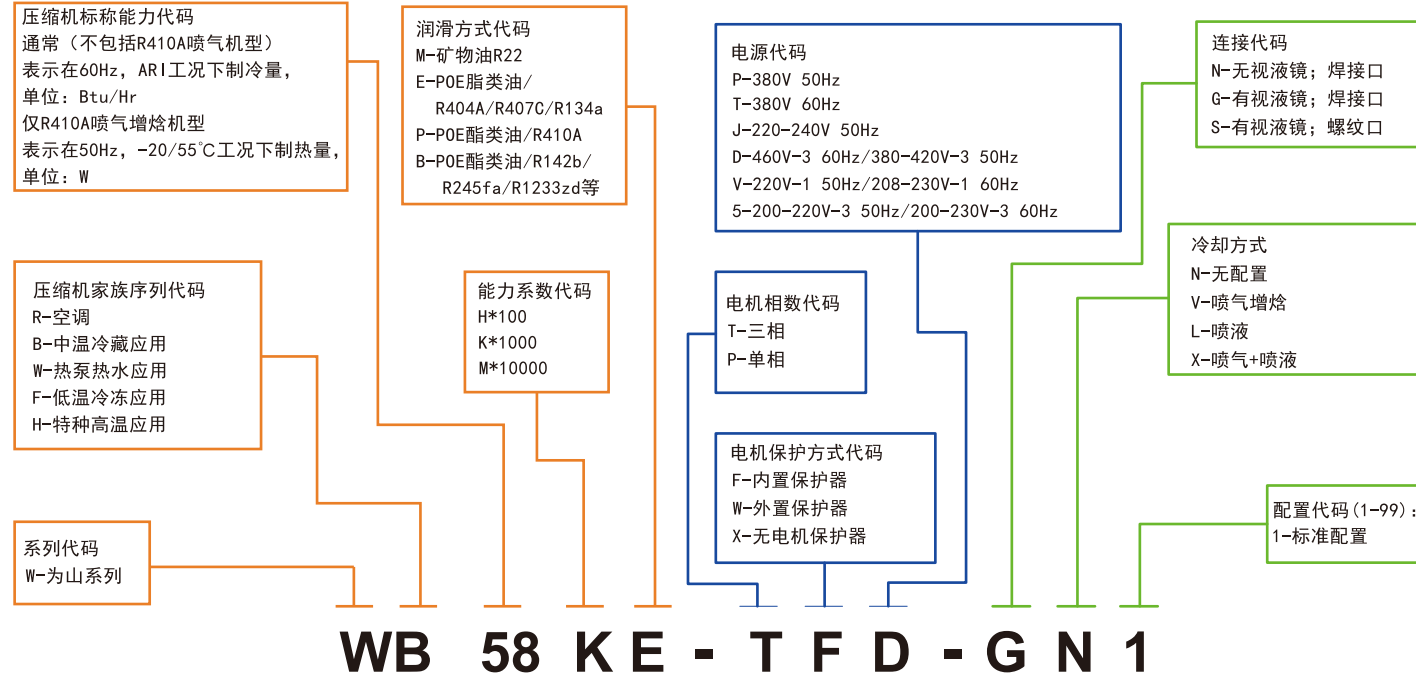 压缩机标称能力代码
通常（不包括R410A喷气机型）
表示在60Hz，ARI工况下制冷量，
单位：Btu/Hr
仅R410A喷气增焓机型
表示在50Hz，-20/55℃工况下制热量，
单位：W
润滑方式代码
M-矿物油R22
E-POE脂类油/
R404A/R407C/R134a
P-POE酯类油/R410A
B-POE酯类油/R142b/
R245fa/R1233zd等
电源代码
P-380V 50Hz
T-380V 60Hz
J-220-240V 50Hz
D-460V-3 60Hz/380-420V-3 50Hz
V-220V-1 50Hz/208-230V-1 60Hz
5-200-220V-3 50Hz/200-230V-3 60Hz
连接代码
N-无视液镜；焊接口
G-有视液镜；焊接口
S-有视液镜；螺纹口
压缩机家族序列代码
R-空调
B-中温冷藏应用
W-热泵热水应用
F-低温冷冻应用
H-特种高温应用
能力系数代码
H*100
K*1000
M*10000
电机相数代码
T-三相
P-单相
冷却方式
N-无配置
V-喷气增焓
L-喷液
X-喷气+喷液
电机保护方式代码
F-内置保护器
W-外置保护器
X-无电机保护器
配置代码(1-99)：
1-标准配置
系列代码
W-为山系列
WB 58 K E - T F D - G N 1